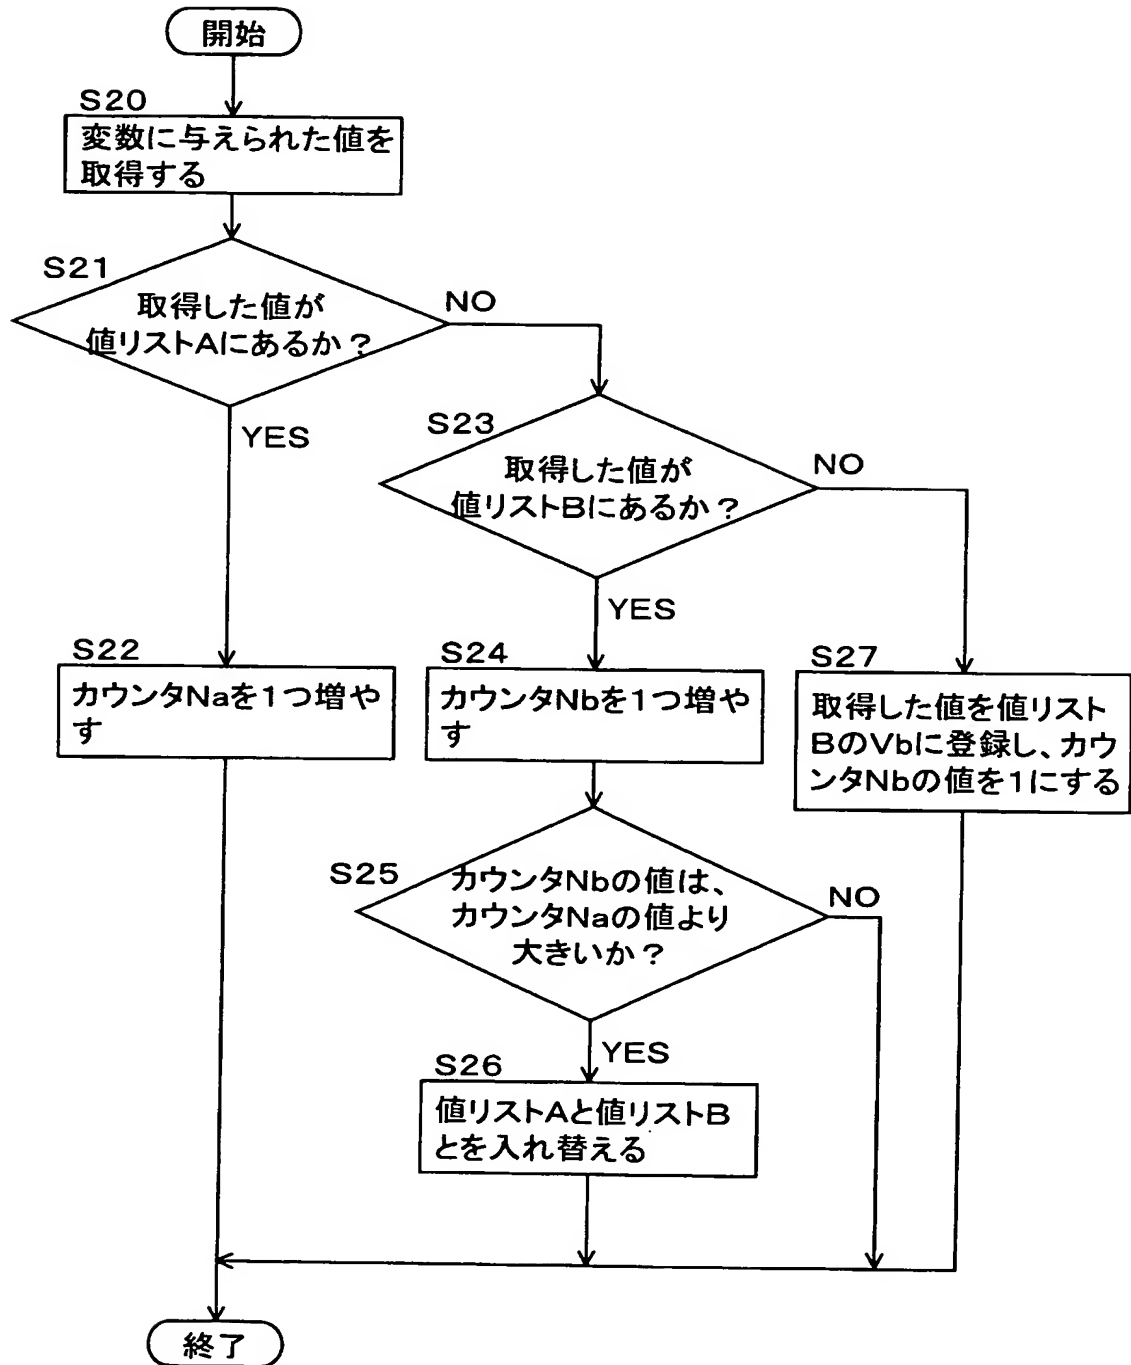 開始
S20
変数に与えられた値を
取得する
S21
取得した値が
値リストAにあるか?
NO
YES
S22
カウンタNaを1つ増や
す
S23
取得した値が
値リストBにあるか?
NO
YES
S24
カウンタNbを1つ増や
す
S27
取得した値を値リスト
BのVbに登録し、カウ
ンタNbの値を1にする
S25
カウンタNbの値は、
カウンタNaの値より
大きいか?
NO
YES
S26
値リストAと値リストB
とを入れ替える
終了